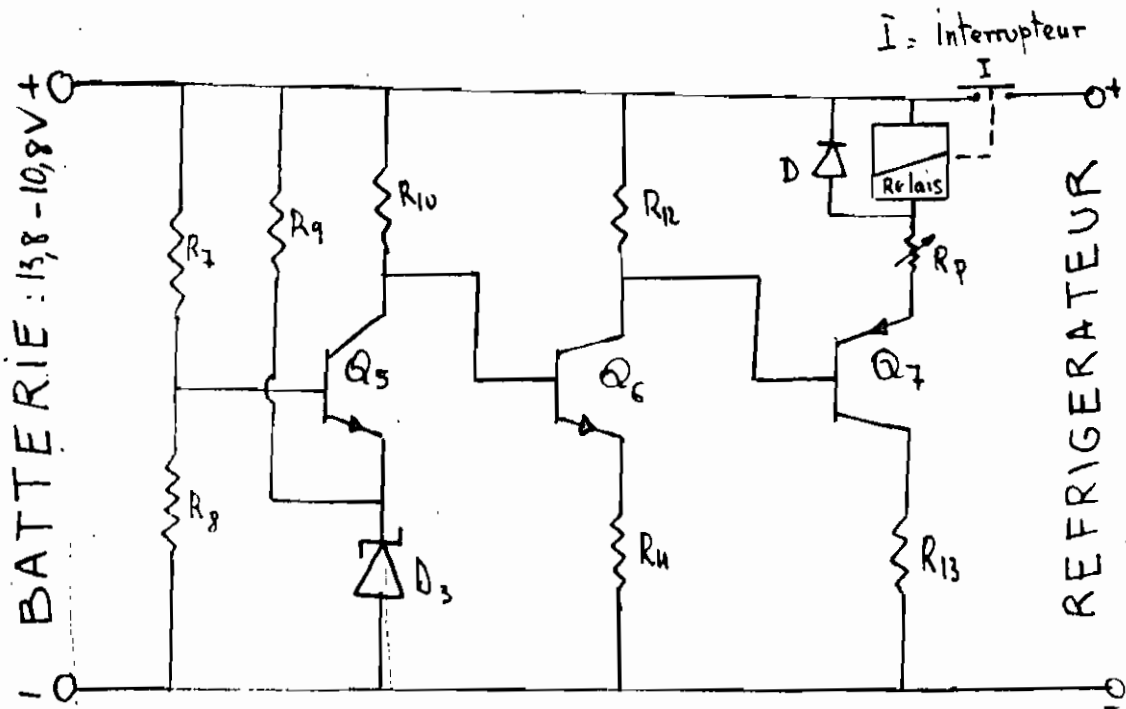 I = interrupteur
I
+
+
BATTERIE : 13,8 - 10,8V
R7
R9
R10
R12
D
Relais
Rp
Q5
Q6
Q7
R8
D3
R11
R13
REFRIGERATEUR
-
-